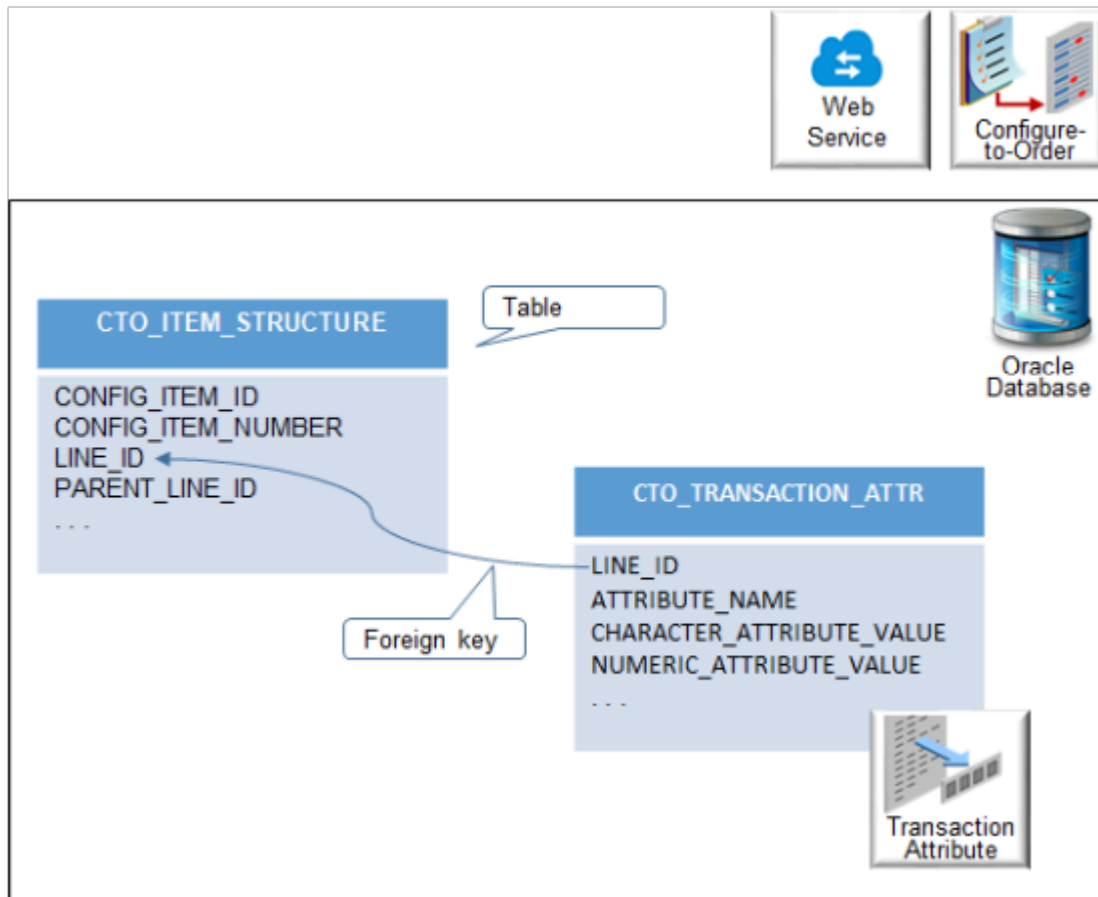 Web
Service
Configure-
to-Order
Oracle
Database
Table
CTO_ITEM_STRUCTURE
CONFIG_ITEM_ID
CONFIG_ITEM_NUMBER
LINE_ID
PARENT_LINE_ID
. . .
Foreign key
CTO_TRANSACTION_ATTR
LINE_ID
ATTRIBUTE_NAME
CHARACTER_ATTRIBUTE_VALUE
NUMERIC_ATTRIBUTE_VALUE
. . .
Transaction
Attribute